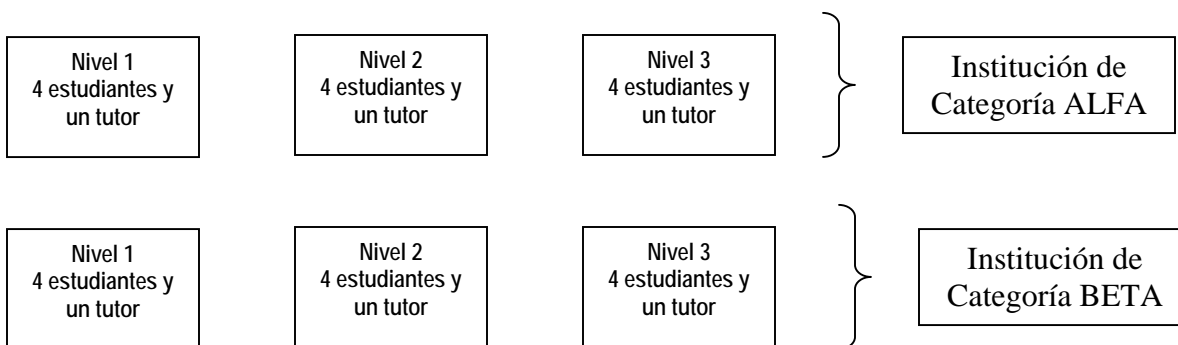 Nivel 1
4 estudiantes y
un tutor
Nivel 2
4 estudiantes y
un tutor
Nivel 3
4 estudiantes y
un tutor
Institución de
Categoría ALFA
Nivel 1
4 estudiantes y
un tutor
Nivel 2
4 estudiantes y
un tutor
Nivel 3
4 estudiantes y
un tutor
Institución de
Categoría BETA